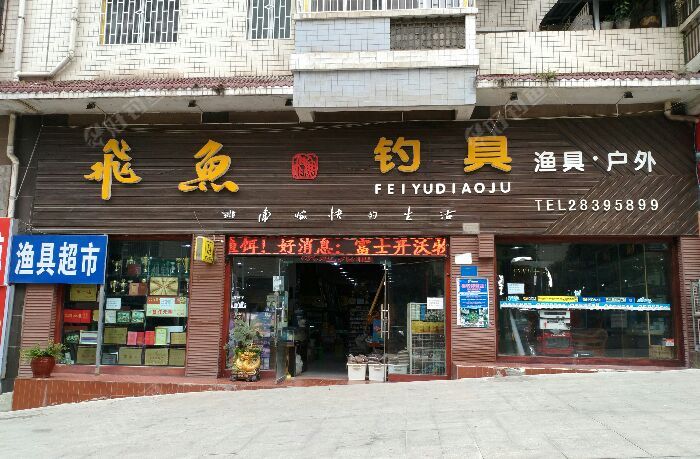 飛魚 钓具
FEIYUDIAOJU
渔具·户外
TEL28395899
渔具超市
好消息：富士开沃